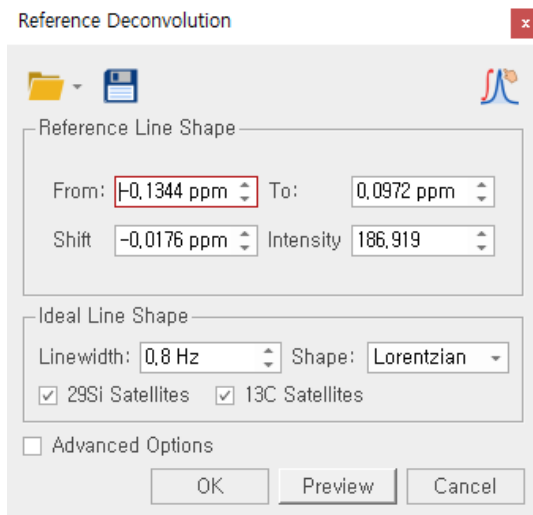 Reference Deconvolution
x
Reference Line Shape
From: -0,1344 ppm To: 0,0972 ppm
Shift -0,0176 ppm Intensity 186,919
Ideal Line Shape
Linewidth: 0,8 Hz Shape: Lorentzian
29Si Satellites 13C Satellites
Advanced Options
OK Preview Cancel